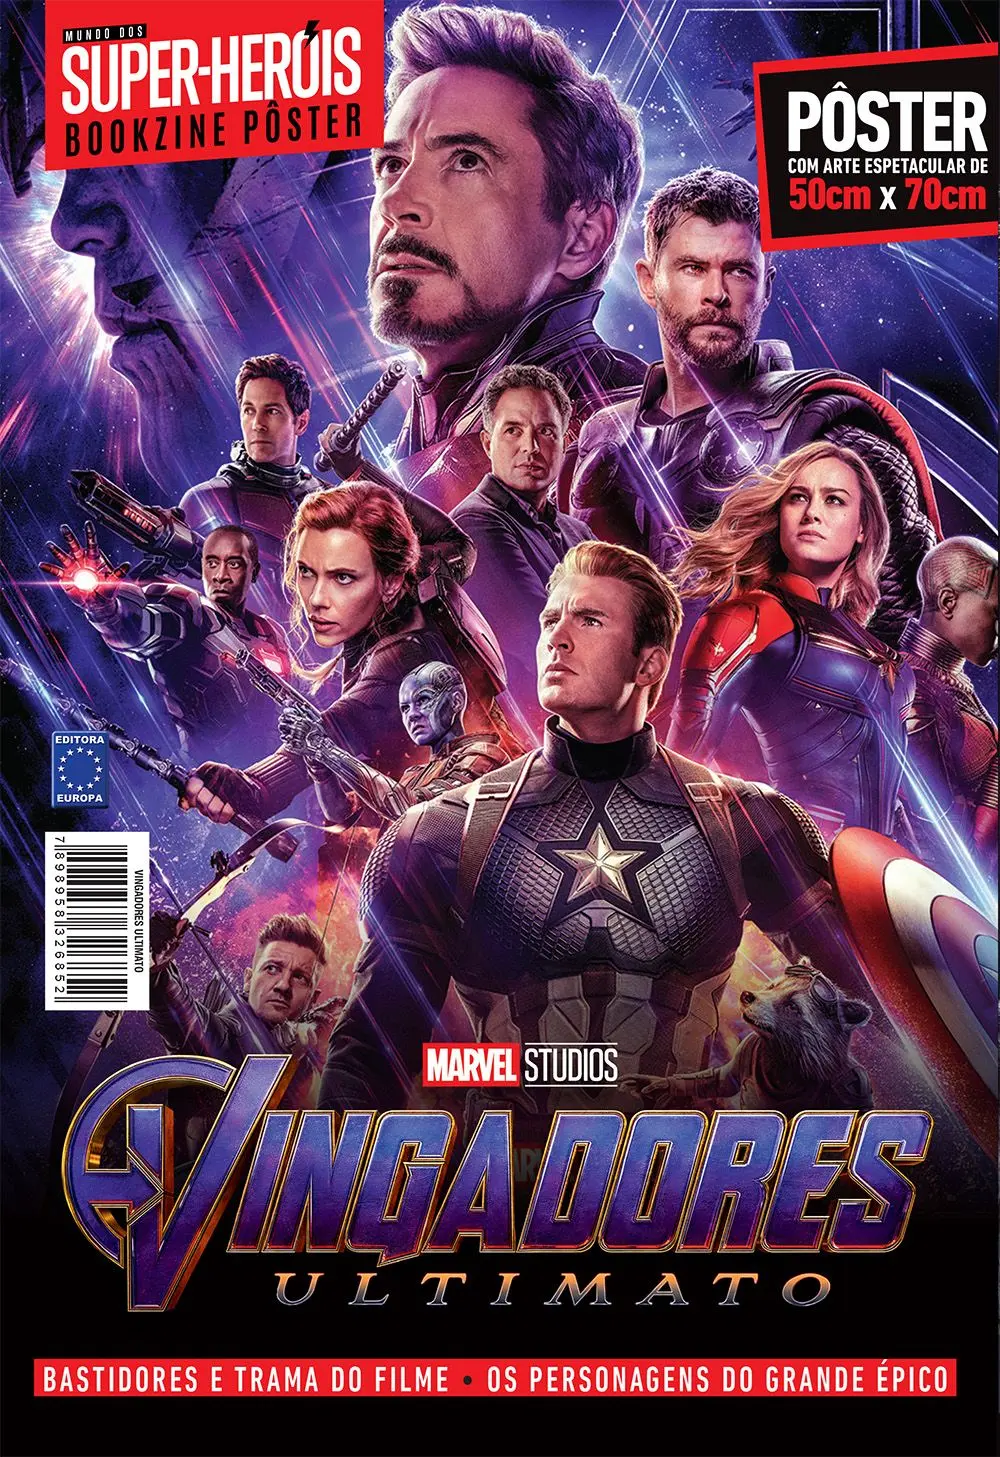 MUNDO DOS
SUPER-HERÓIS
BOOKZINE PÔSTER
PÔSTER
COM ARTE ESPETACULAR DE
50cm x 70cm
EDITORA
EUROPA
7 898958 326852
VINGADORES ULTIMATO
MARVEL STUDIOS
VINGADORES
ULTIMATO
BASTIDORES E TRAMA DO FILME • OS PERSONAGENS DO GRANDE ÉPICO